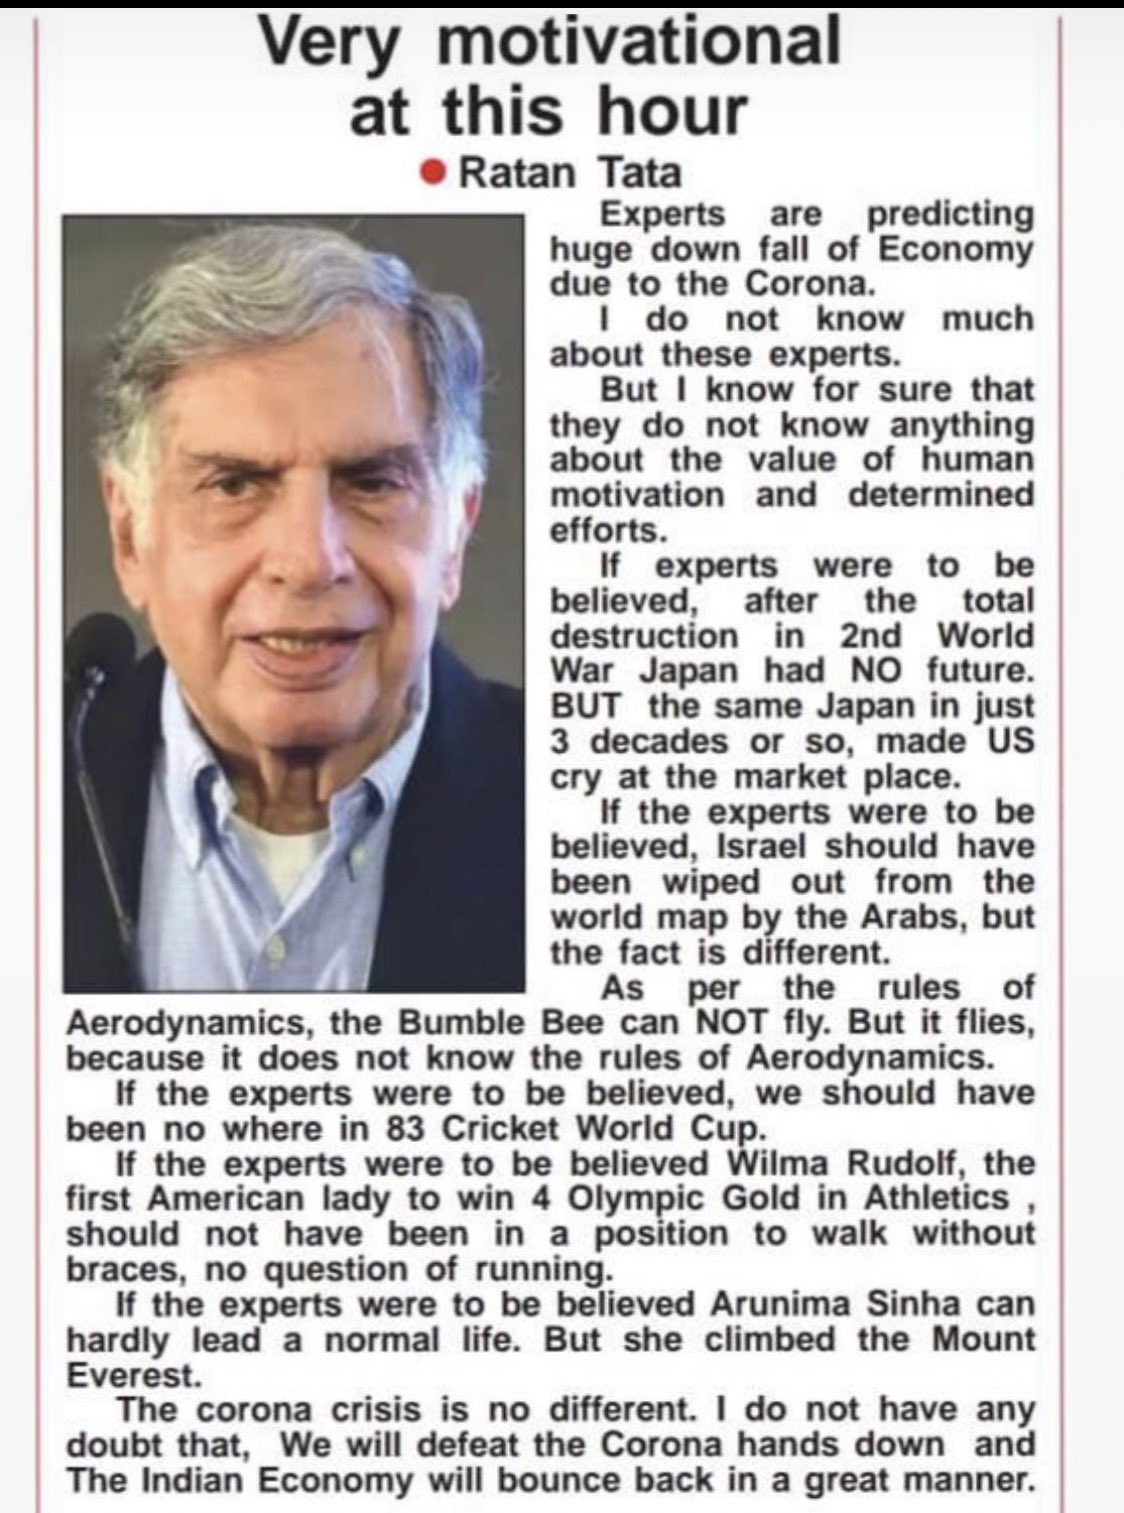 Very motivational
at this hour
● Ratan Tata
Experts are predicting
huge down fall of Economy
due to the Corona.
I do not know much
about these experts.
But I know for sure that
they do not know anything
about the value of human
motivation and determined
efforts.
If experts were to be
believed, after the total
destruction in 2nd World
War Japan had NO future.
BUT the same Japan in just
3 decades or so, made US
cry at the market place.
If the experts were to be
believed, Israel should have
been wiped out from the
world map by the Arabs, but
the fact is different.
As per the rules of
Aerodynamics, the Bumble Bee can NOT fly. But it flies,
because it does not know the rules of Aerodynamics.
If the experts were to be believed, we should have
been no where in 83 Cricket World Cup.
If the experts were to be believed Wilma Rudolf, the
first American lady to win 4 Olympic Gold in Athletics ,
should not have been in a position to walk without
braces, no question of running.
If the experts were to be believed Arunima Sinha can
hardly lead a normal life. But she climbed the Mount
Everest.
The corona crisis is no different. I do not have any
doubt that, We will defeat the Corona hands down and
The Indian Economy will bounce back in a great manner.